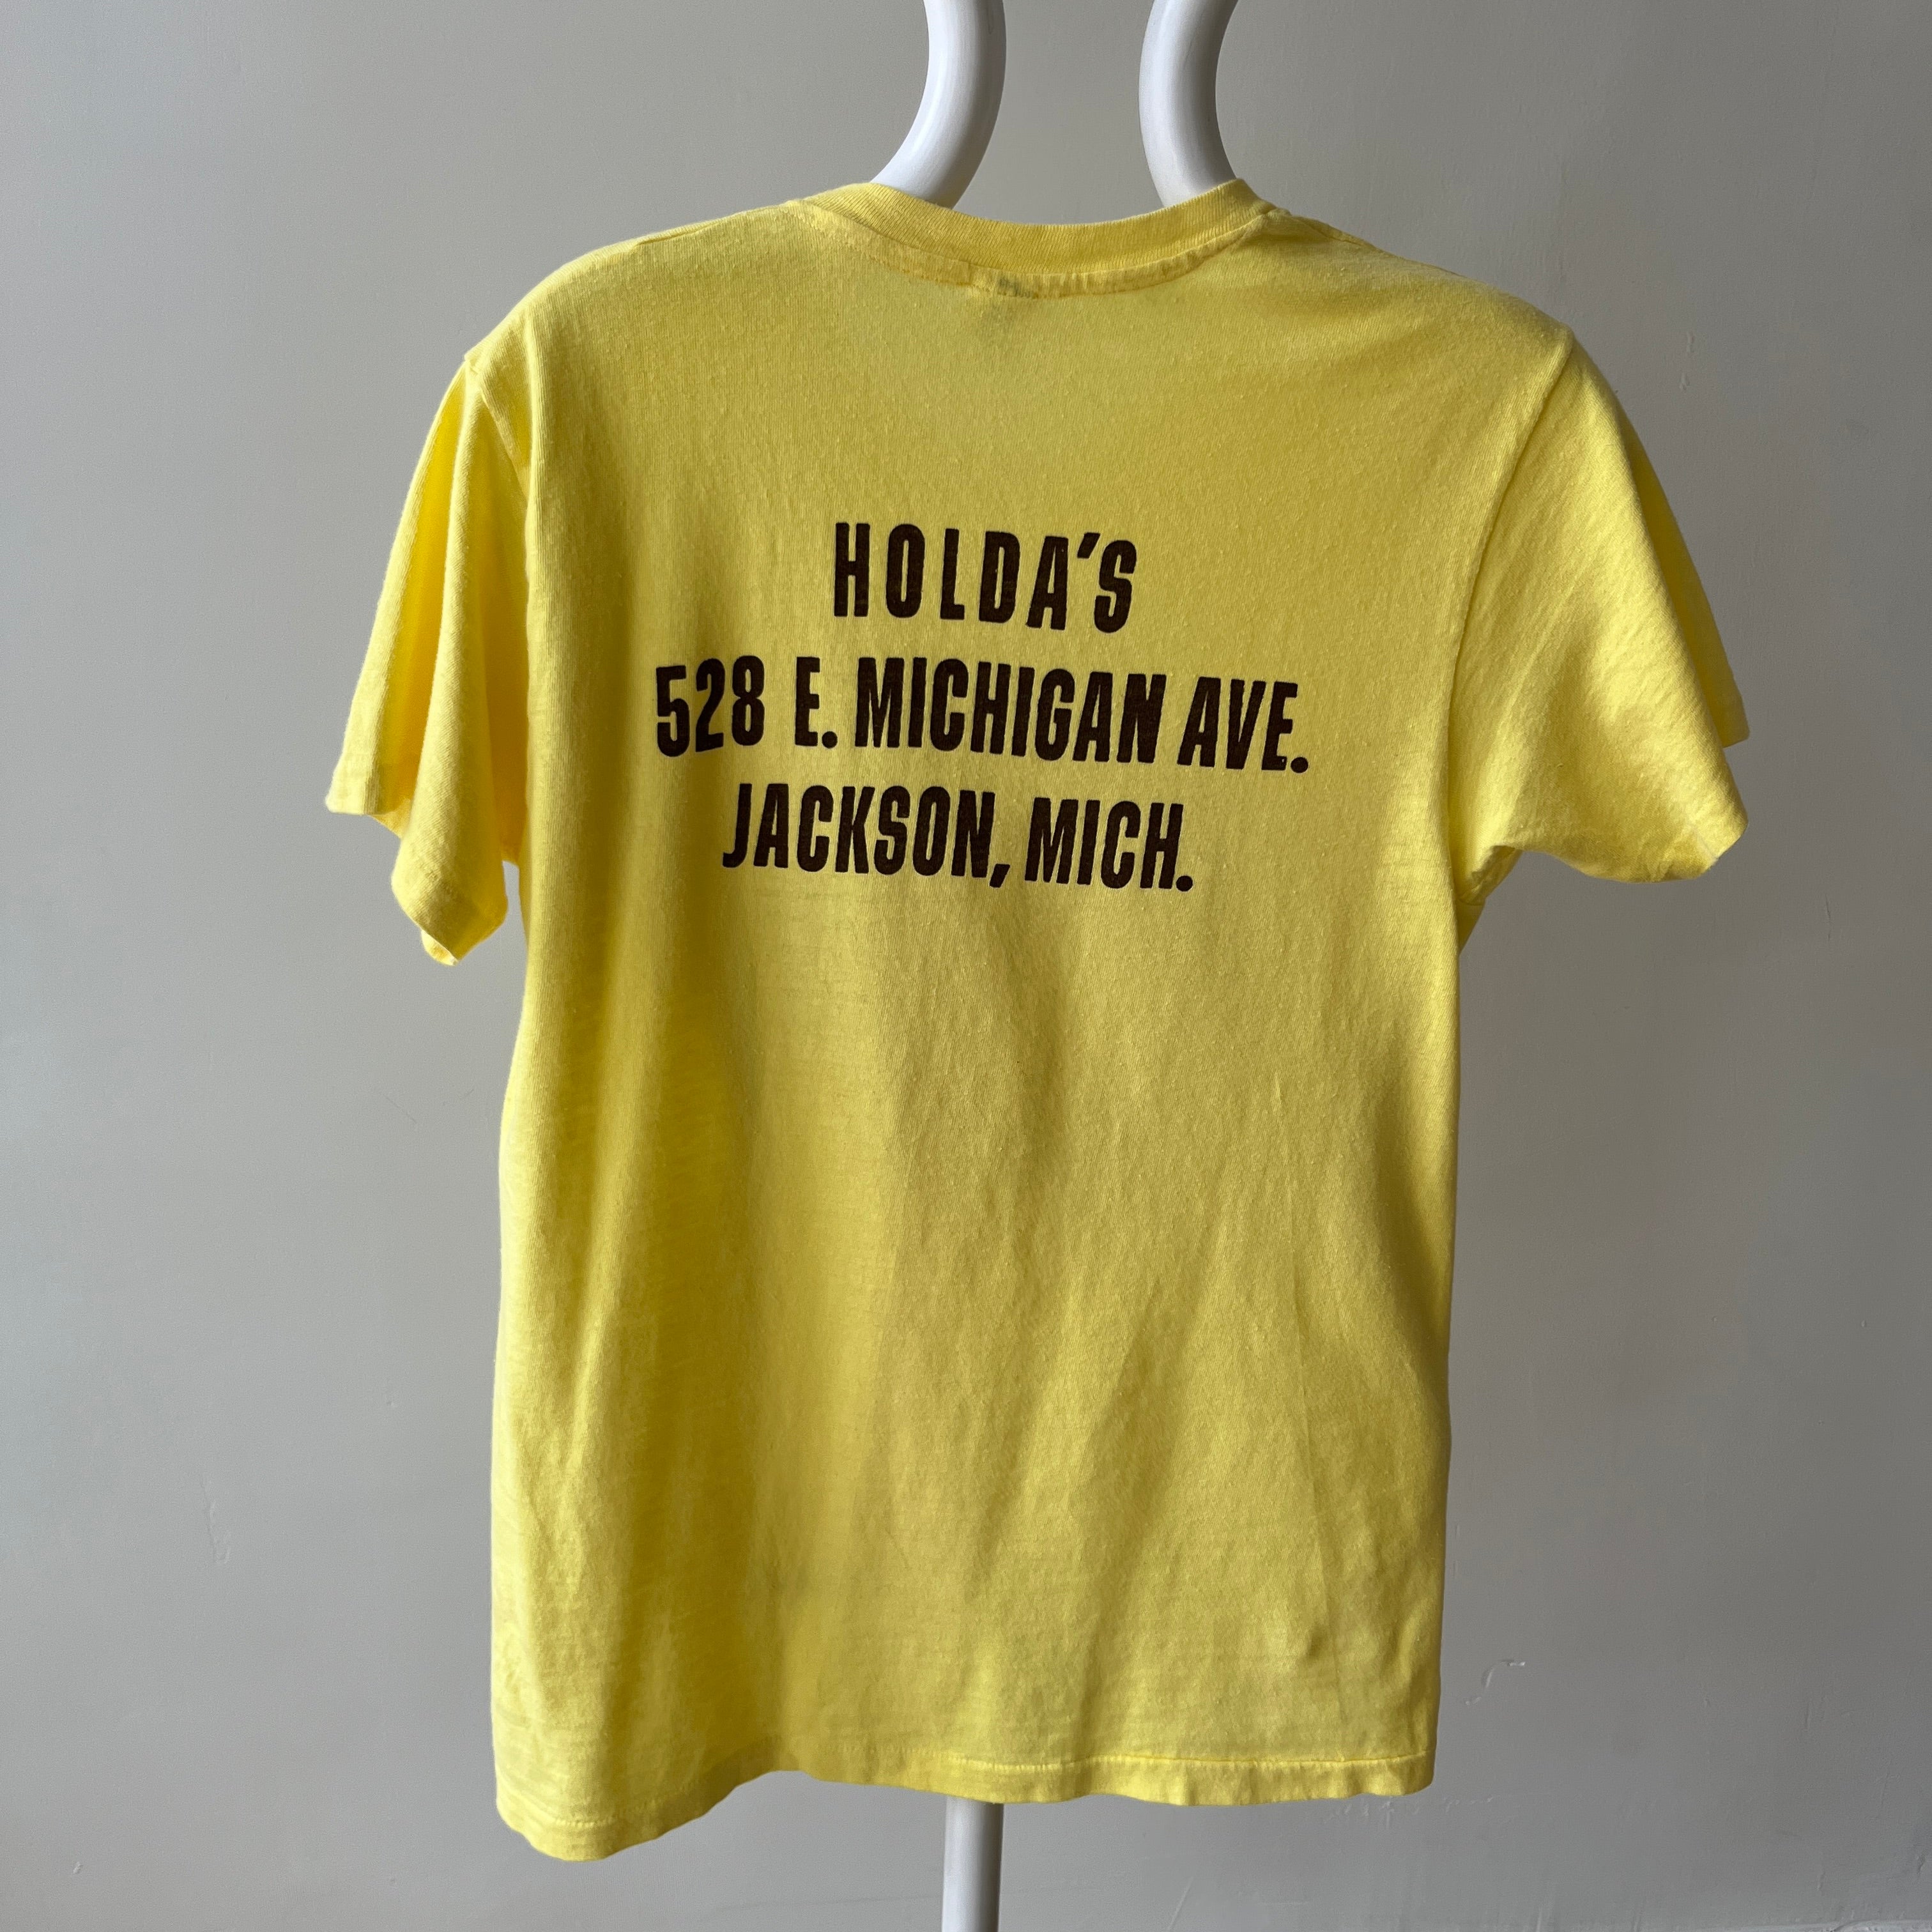 HOLDA'S
528 E. MICHIGAN AVE.
JACKSON, MICH.